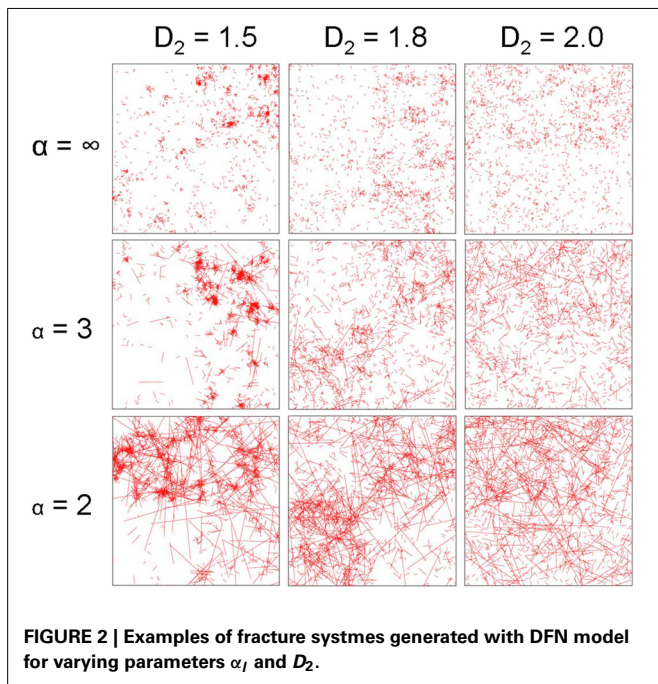 D₂ = 1.5 D₂ = 1.8 D₂ = 2.0
α = ∞
α = 3
α = 2
FIGURE 2 | Examples of fracture systmes generated with DFN model
for varying parameters αₗ and D₂.